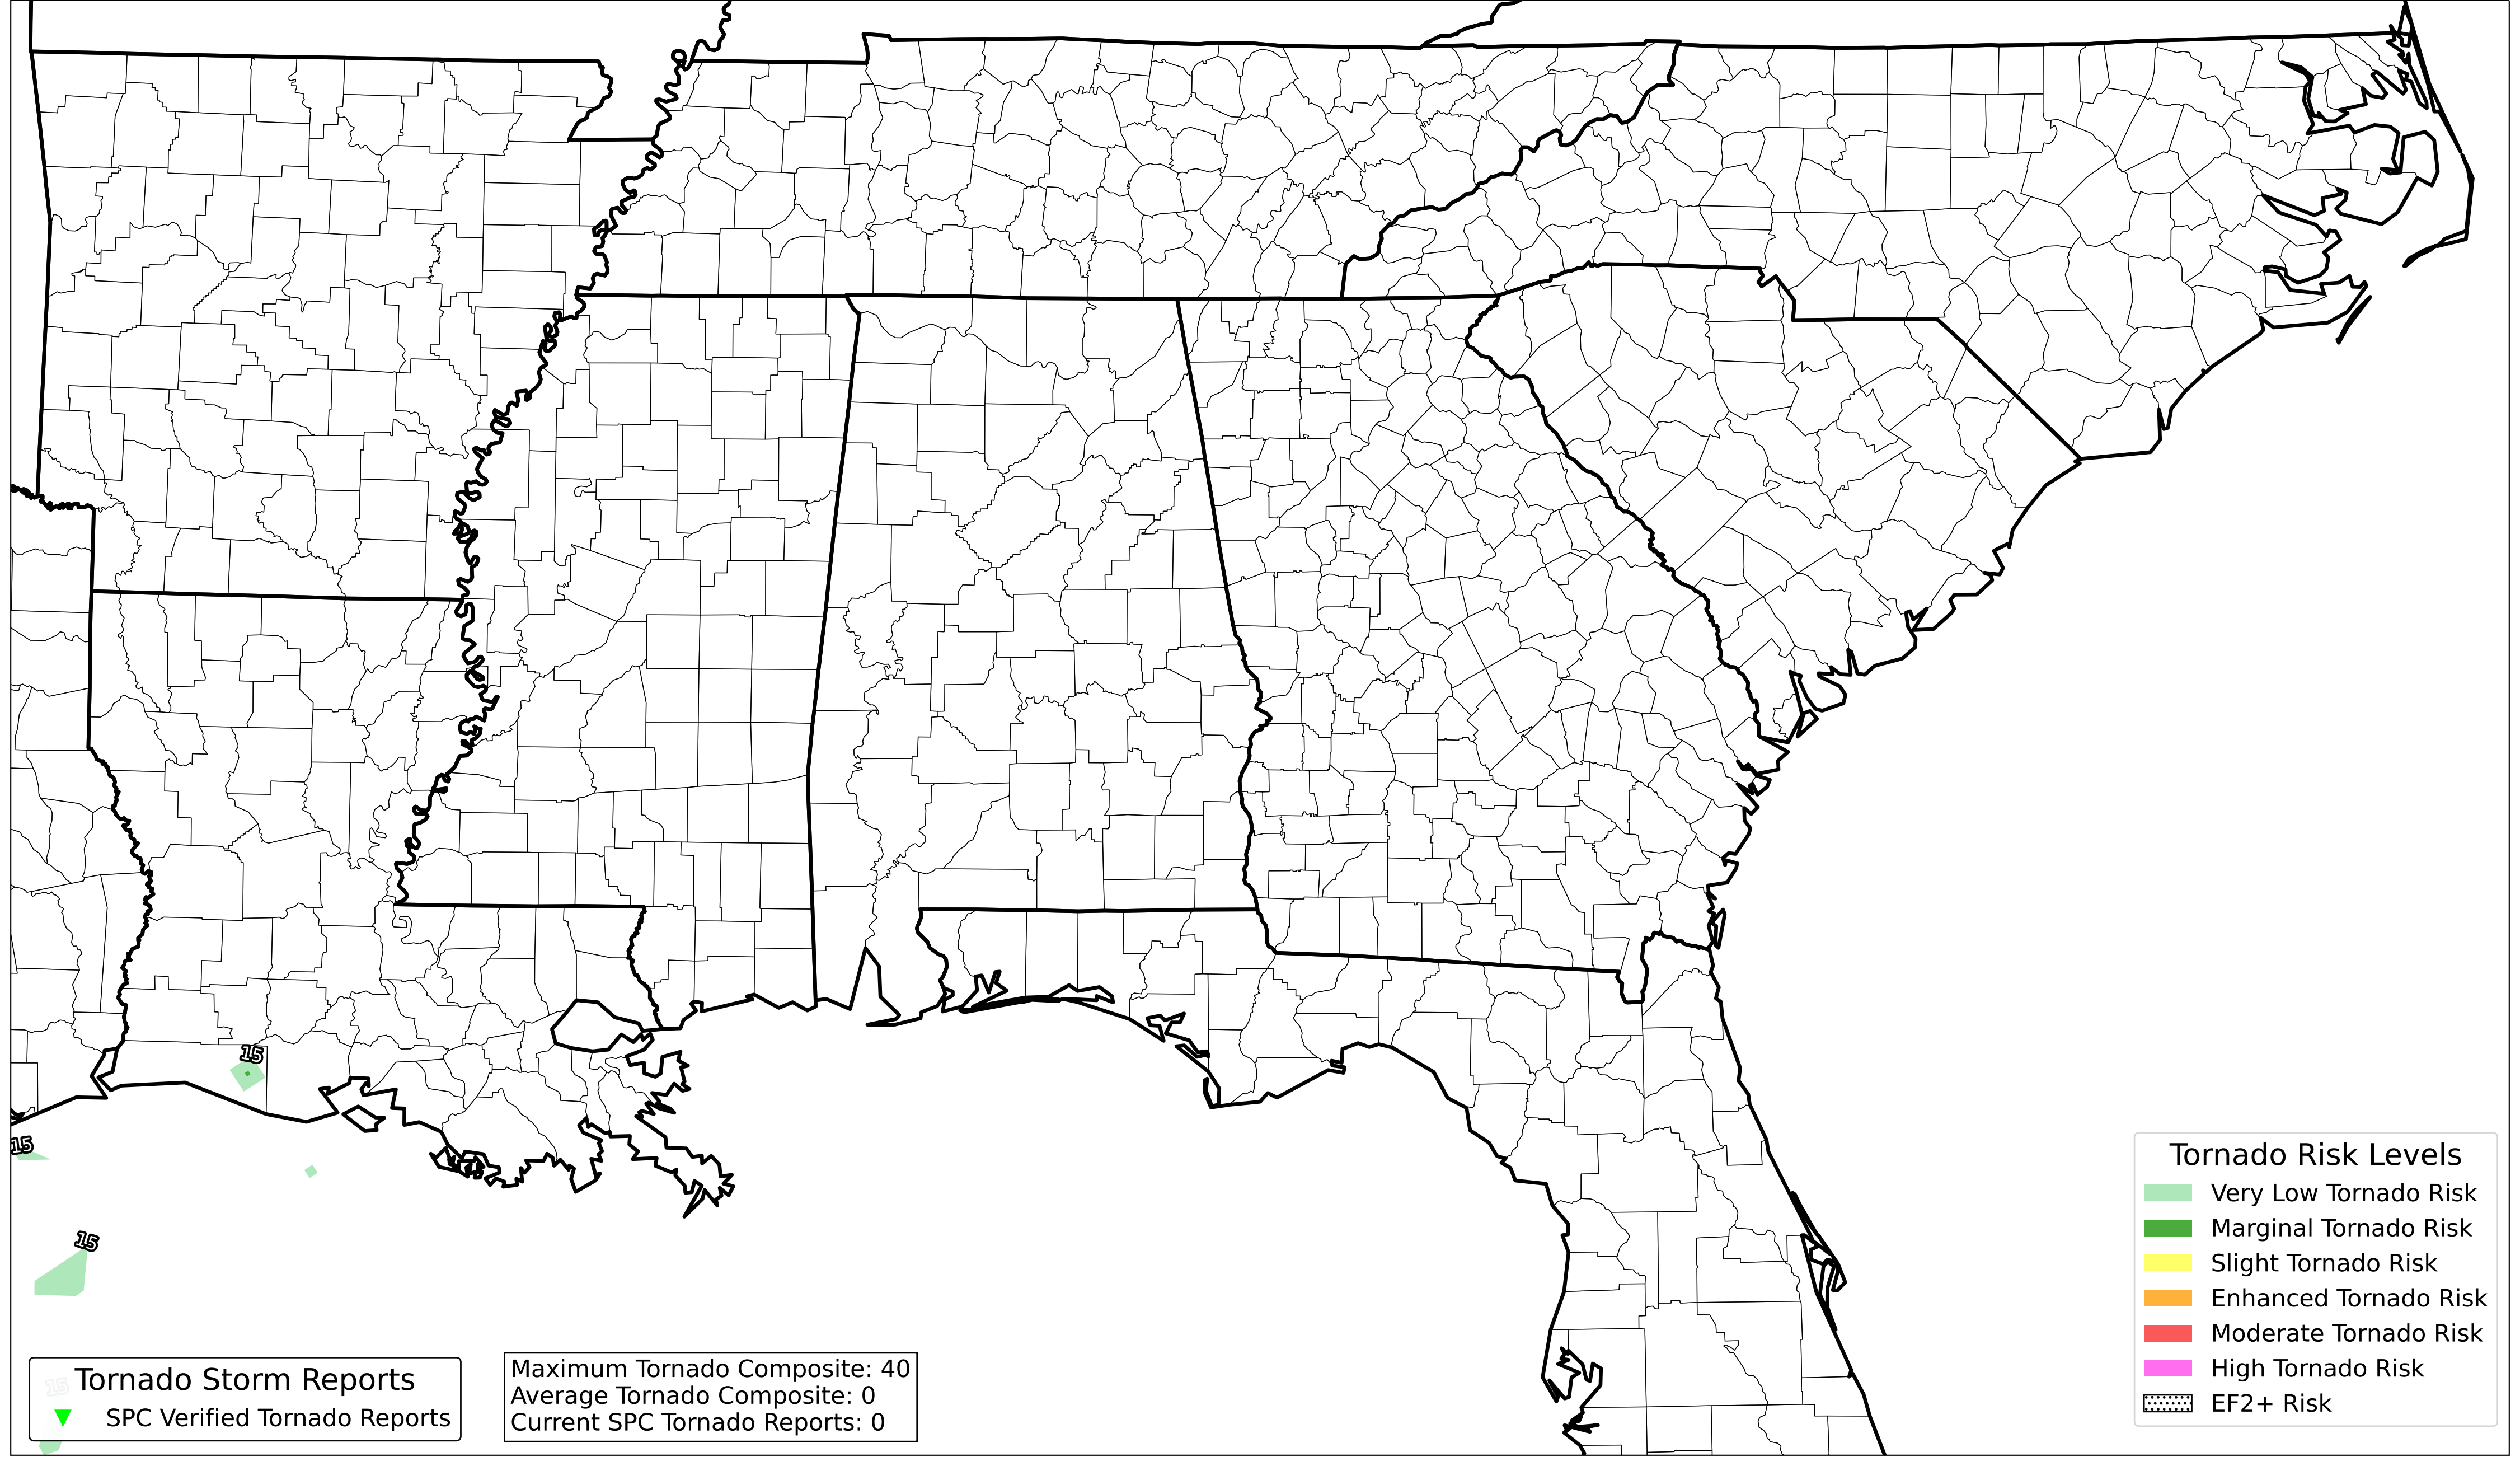 15
15
15
Tornado Risk Levels
Very Low Tornado Risk
Marginal Tornado Risk
Slight Tornado Risk
Enhanced Tornado Risk
Moderate Tornado Risk
High Tornado Risk
EF2+ Risk
15
Tornado Storm Reports
SPC Verified Tornado Reports
Maximum Tornado Composite: 40
Average Tornado Composite: 0
Current SPC Tornado Reports: 0